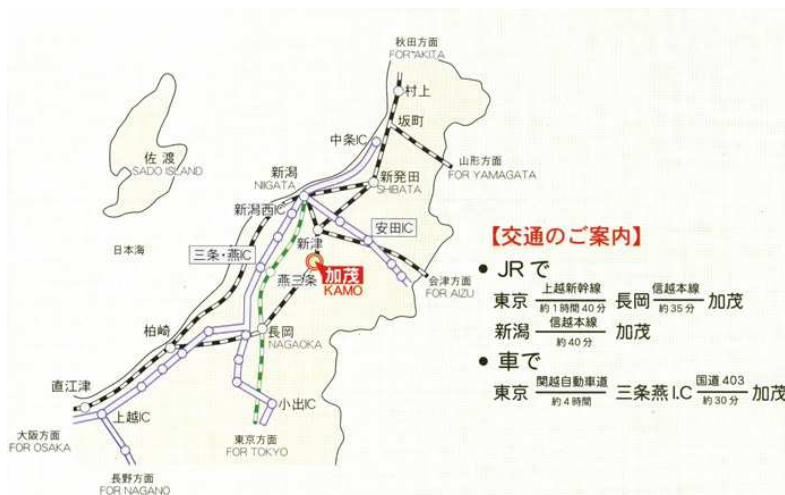 秋田方面
FOR AKITA
村上
坂町
中条IC
佐渡
SADO ISLAND
新潟
NIIGATA
新発田
SHIBATA
山形方面
FOR YAMAGATA
新潟西IC
安田IC
新津
日本海
三条・燕IC
燕三条
加茂
KAMO
会津方面
FOR AIZU
柏崎
長岡
NAGAOKA
直江津
上越IC
小出IC
大阪方面
FOR OSAKA
東京方面
FOR TOKYO
長野方面
FOR NAGANO
【交通のご案内】
● JRで
東京 上越新幹線 約1時間40分 長岡 信越本線 約35分 加茂
新潟 信越本線 約40分 加茂
● 車で
東京 関越自動車道 約4時間 三条燕I.C 国道403 約30分 加茂